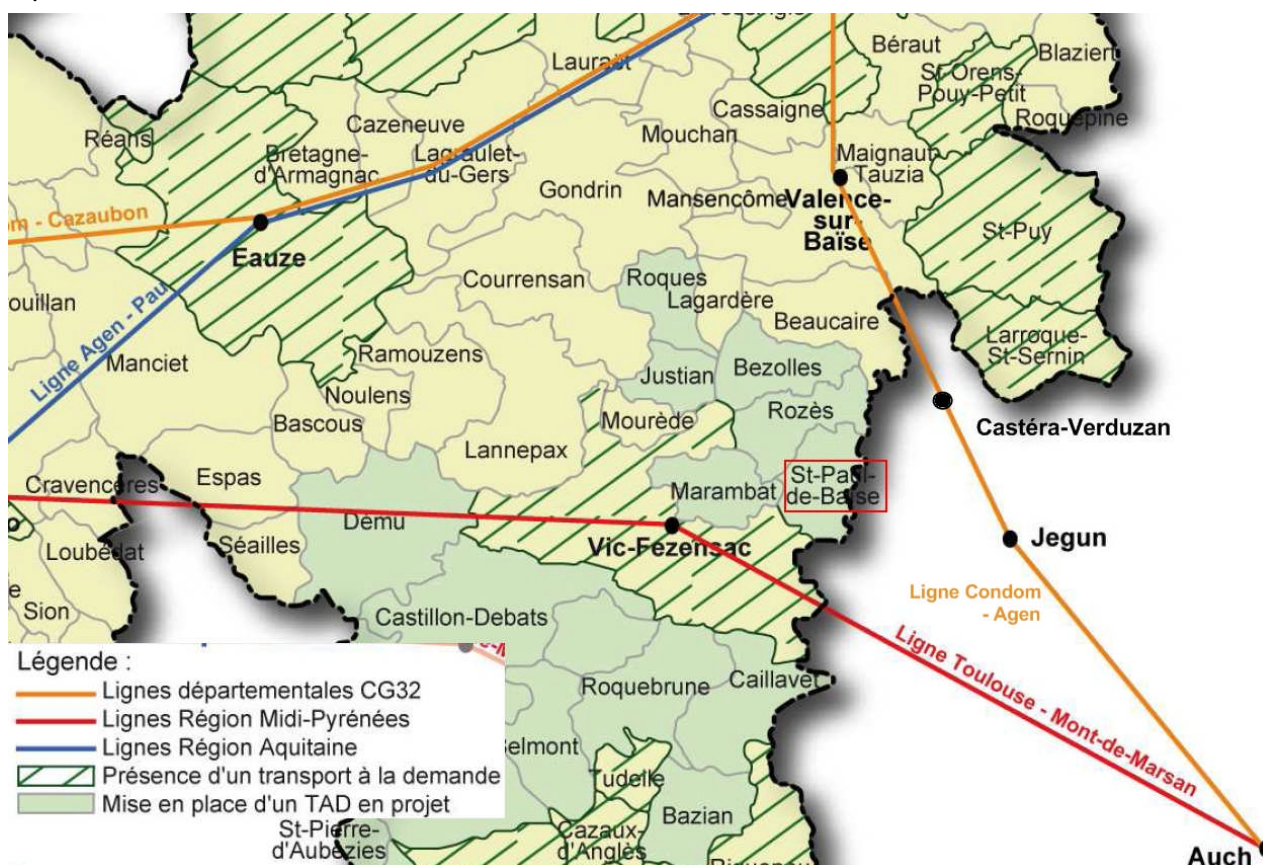 Béraut
Blaziert
Lauraët
St-Orens-
Pouy-Petit
Cassaigne
Roquépine
Cazeneuve
Mouchan
Réans
Bretagne-
d'Armagnac
Lagraulet-
du-Gers
Maignaut
Tauzia
Gondrin
Mansencôme
Valence-
sur-
Baïse
om - Cazaubon
St-Puy
Eauze
Courrensan
Roques
Lagardère
ouillan
Ligne Agen - Pau
Beaucaire
Larroque-
St-Sernin
Manciet
Ramouzens
Justian
Bezolles
Noulens
Rozès
Bascous
Mourède
Castéra-Verduzan
Lannepax
Espas
Cravencères
Marambat
St-Paul-
de-Baïse
Dému
Vic-Fezensac
Jegun
Loubédat
Séailles
Sion
Castillon-Debats
Ligne Condom
- Agen
Ligne Toulouse - Mont-de-Marsan
Roquebrune
Caillavet
Légende :
Lignes départementales CG32
Lignes Région Midi-Pyrénées
Lignes Région Aquitaine
Présence d'un transport à la demande
Mise en place d'un TAD en projet
Belmont
Tudelle
Bazian
St-Pierre-
d'Aubézies
Cazaux-
d'Anglès
Auch